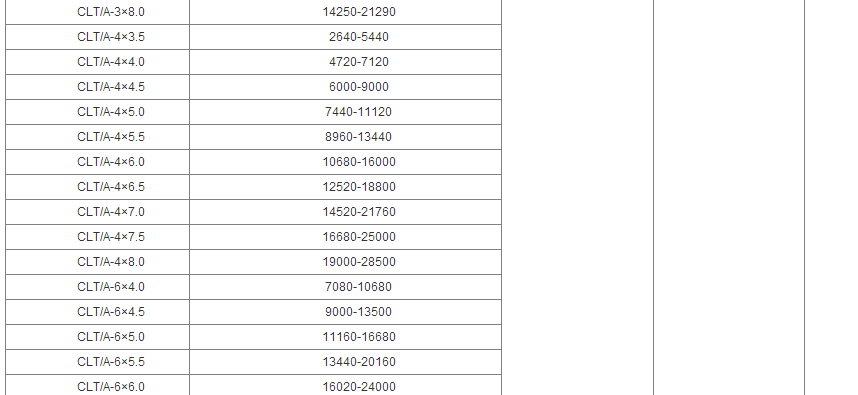 CLT/A-3×8.0 14250-21290
CLT/A-4×3.5 2640-5440
CLT/A-4×4.0 4720-7120
CLT/A-4×4.5 6000-9000
CLT/A-4×5.0 7440-11120
CLT/A-4×5.5 8960-13440
CLT/A-4×6.0 10680-16000
CLT/A-4×6.5 12520-18800
CLT/A-4×7.0 14520-21760
CLT/A-4×7.5 16680-25000
CLT/A-4×8.0 19000-28500
CLT/A-6×4.0 7080-10680
CLT/A-6×4.5 9000-13500
CLT/A-6×5.0 11160-16680
CLT/A-6×5.5 13440-20160
CLT/A-6×6.0 16020-24000